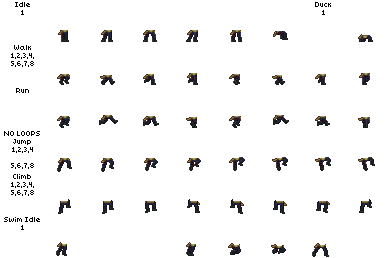 Idle
1
Duck
1
Walk
1,2,3,4,
5,6,7,8
Run
NO LOOPS
Jump
1,2,3,4
5,6,7,8
Climb
1,2,3,4,
5,6,7,8
Swim Idle
1